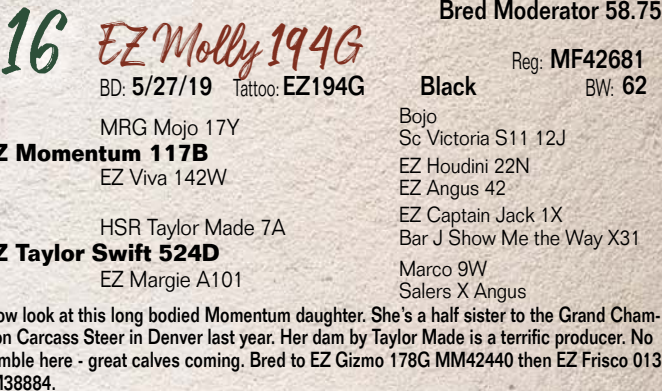 Bred Moderator 58.75
16 EZ Molly 194G
Reg: MF42681
BD: 5/27/19 Tattoo: EZ194G Black BW: 62
MRG Mojo 17Y
Bojo
Sc Victoria S11 12J
Z Momentum 117B
EZ Viva 142W
EZ Houdini 22N
EZ Angus 42
HSR Taylor Made 7A
EZ Captain Jack 1X
Bar J Show Me the Way X31
Z Taylor Swift 524D
EZ Margie A101
Marco 9W
Salers X Angus
ow look at this long bodied Momentum daughter. She's a half sister to the Grand Cham-
on Carcass Steer in Denver last year. Her dam by Taylor Made is a terrific producer. No
mble here - great calves coming. Bred to EZ Gizmo 178G MM42440 then EZ Frisco 013
M38884.